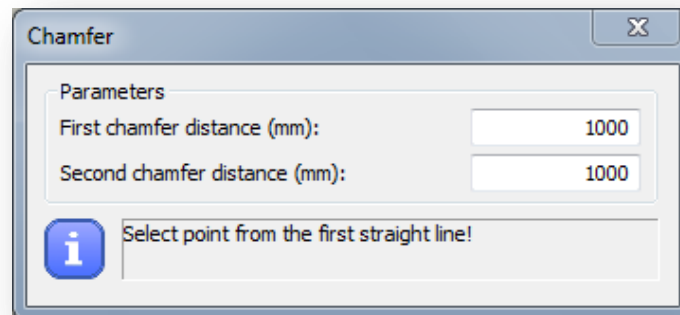 Chamfer
Parameters
First chamfer distance (mm): 1000
Second chamfer distance (mm): 1000
Select point from the first straight line!